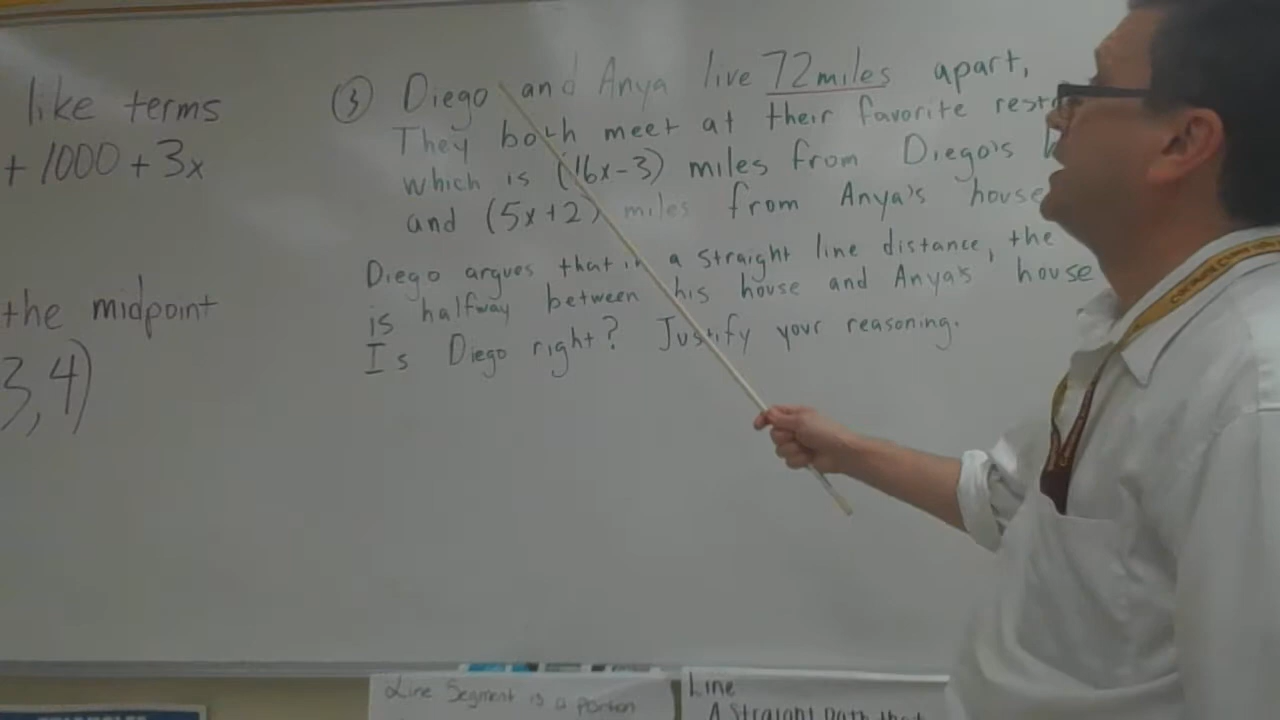 like terms
+ 1000 + 3x
the midpoint
3,4)
③ Diego and Anya live 72 miles apart,
They both meet at their favorite
which is (16x-3) miles from Diego's
and (5x+2) miles from Anya's house
Diego argues that in a straight line distance, the
is halfway between his house and Anya's house
Is Diego right? Justify your reasoning.
Line Segment is a portion
Line
A straight path that